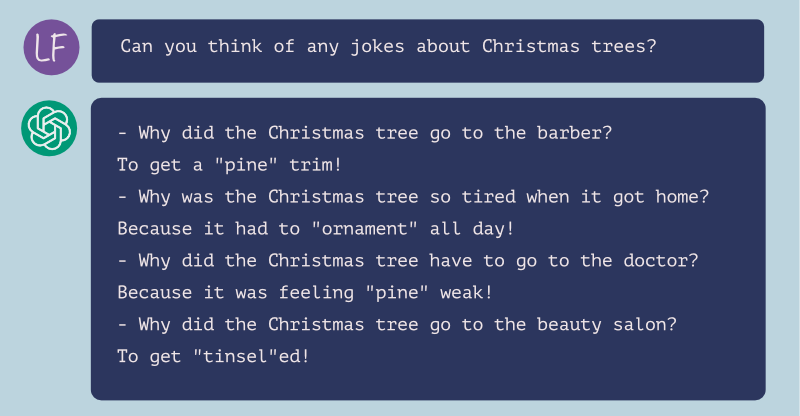 LF
Can you think of any jokes about Christmas trees?
- Why did the Christmas tree go to the barber?
To get a "pine" trim!
- Why was the Christmas tree so tired when it got home?
Because it had to "ornament" all day!
- Why did the Christmas tree have to go to the doctor?
Because it was feeling "pine" weak!
- Why did the Christmas tree go to the beauty salon?
To get "tinsel"ed!